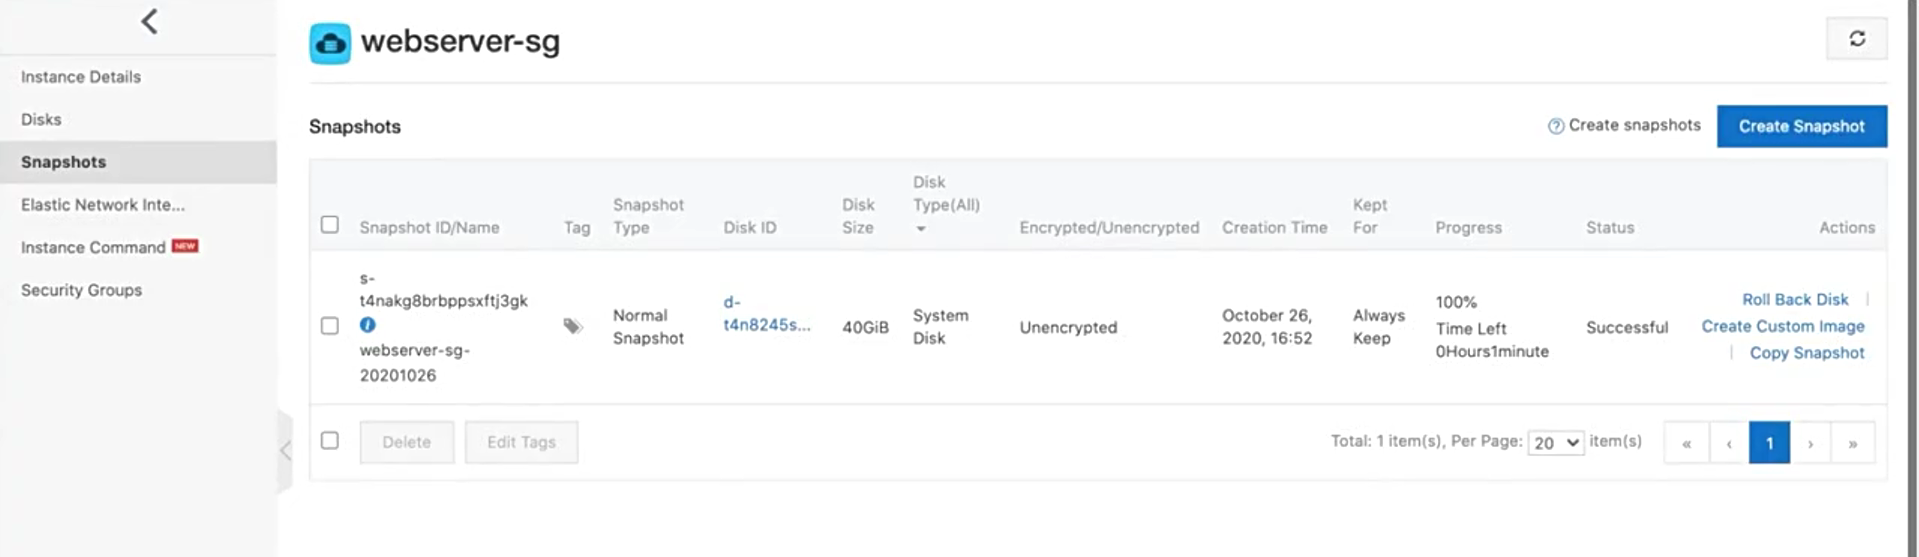 webserver-sg
Instance Details
Disks
Snapshots
Elastic Network Inte...
Instance Command NEW
Security Groups
Snapshots
? Create snapshots
Create Snapshot
Snapshot ID/Name
Tag
Snapshot
Type
Disk ID
Disk
Size
Disk
Type(All)
Encrypted/Unencrypted
Creation Time
Kept
For
Progress
Status
Actions
s-
t4nakg8brbppsxftj3gk
i
webserver-sg-
20201026
Normal
Snapshot
d-
t4n8245s...
40GiB
System
Disk
Unencrypted
October 26,
2020, 16:52
Always
Keep
100%
Time Left
0Hours1minute
Successful
Roll Back Disk |
Create Custom Image
| Copy Snapshot
Delete
Edit Tags
Total: 1 item(s), Per Page: 20 item(s)
« ‹ 1 › »